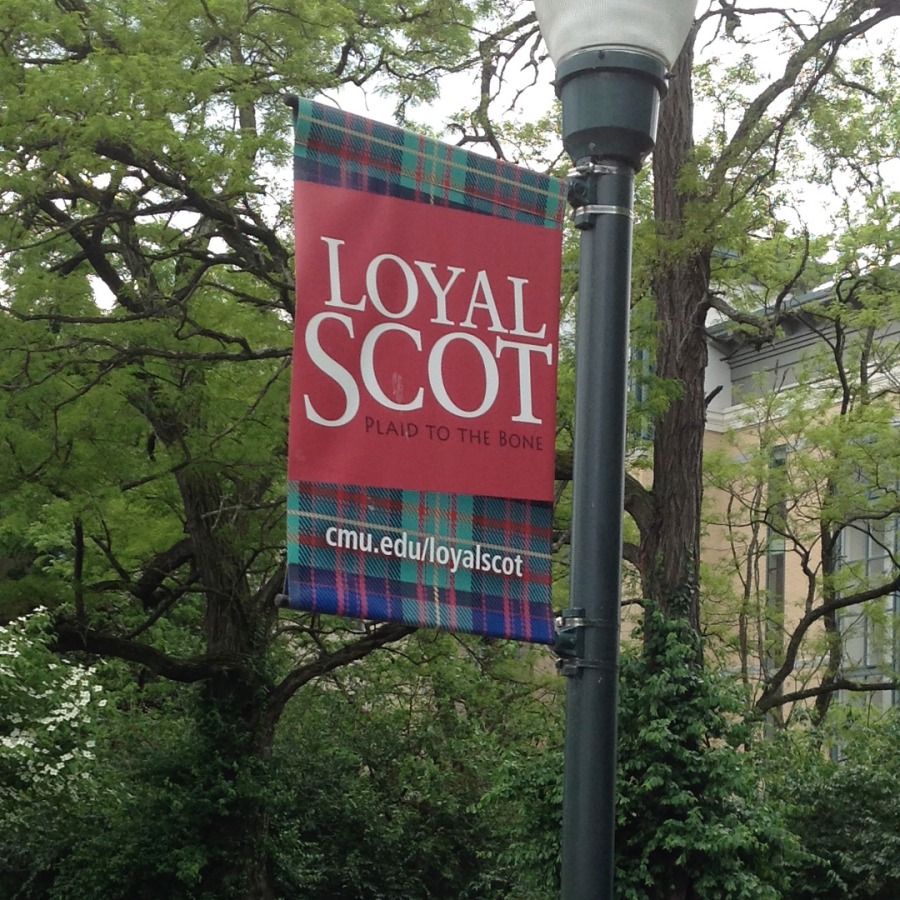 LOYAL
SCOT
PLAID TO THE BONE
cmu.edu/loyalscot